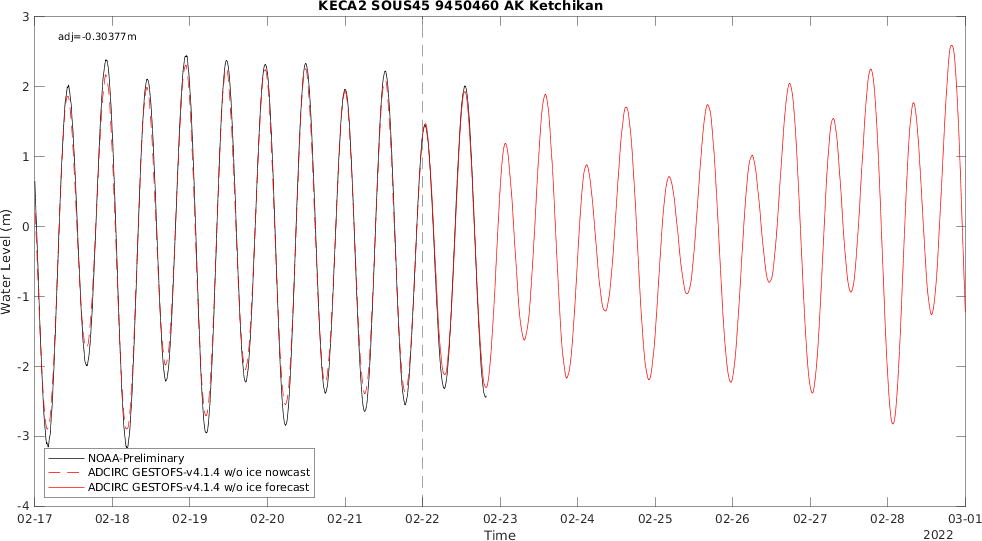 KECA2 SOUS45 9450460 AK Ketchikan
adj=-0.30377m
3
2
1
0
-1
-2
-3
-4
Water Level (m)
NOAA-Preliminary
ADCIRC GESTOFS-v4.1.4 w/o ice nowcast
ADCIRC GESTOFS-v4.1.4 w/o ice forecast
02-17 02-18 02-19 02-20 02-21 02-22 02-23 02-24 02-25 02-26 02-27 02-28 03-01
Time
2022